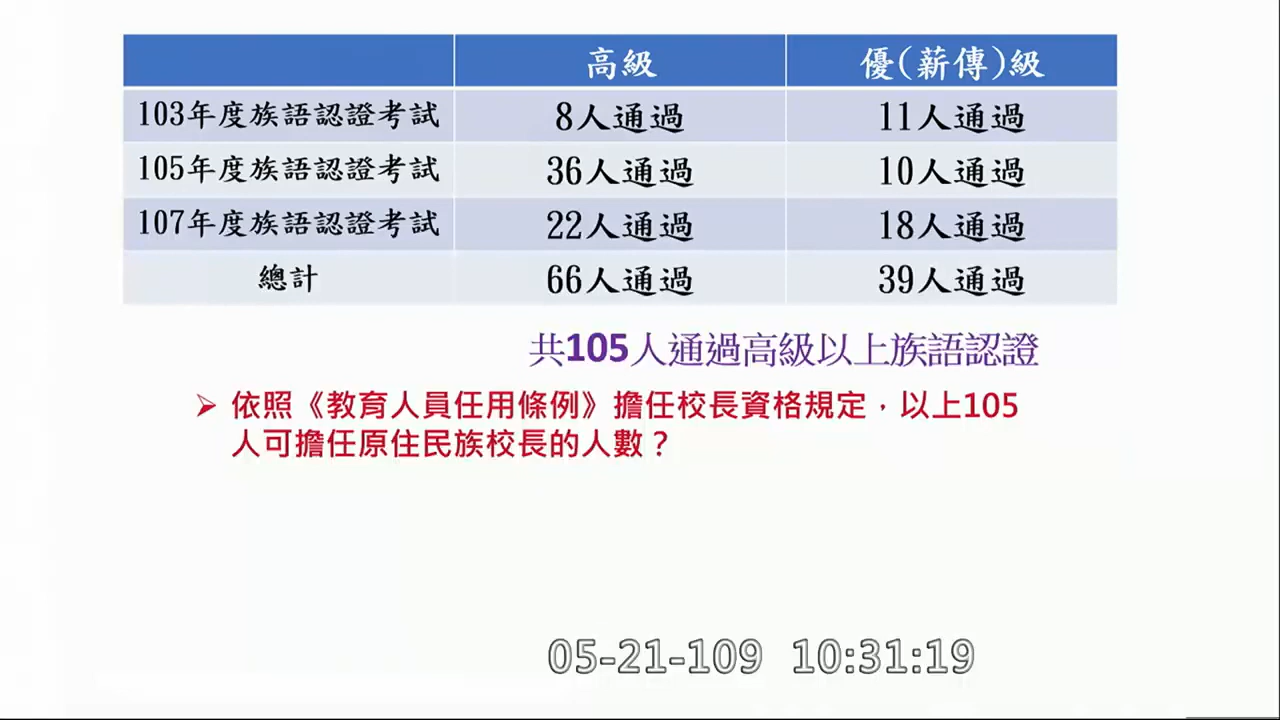 高級 優(薪傳)級
103年度族語認證考試 8人通過 11人通過
105年度族語認證考試 36人通過 10人通過
107年度族語認證考試 22人通過 18人通過
總計 66人通過 39人通過
共105人通過高級以上族語認證
➢ 依照《教育人員任用條例》擔任校長資格規定，以上105
人可擔任原住民族校長的人數？
05-21-109 10:31:19